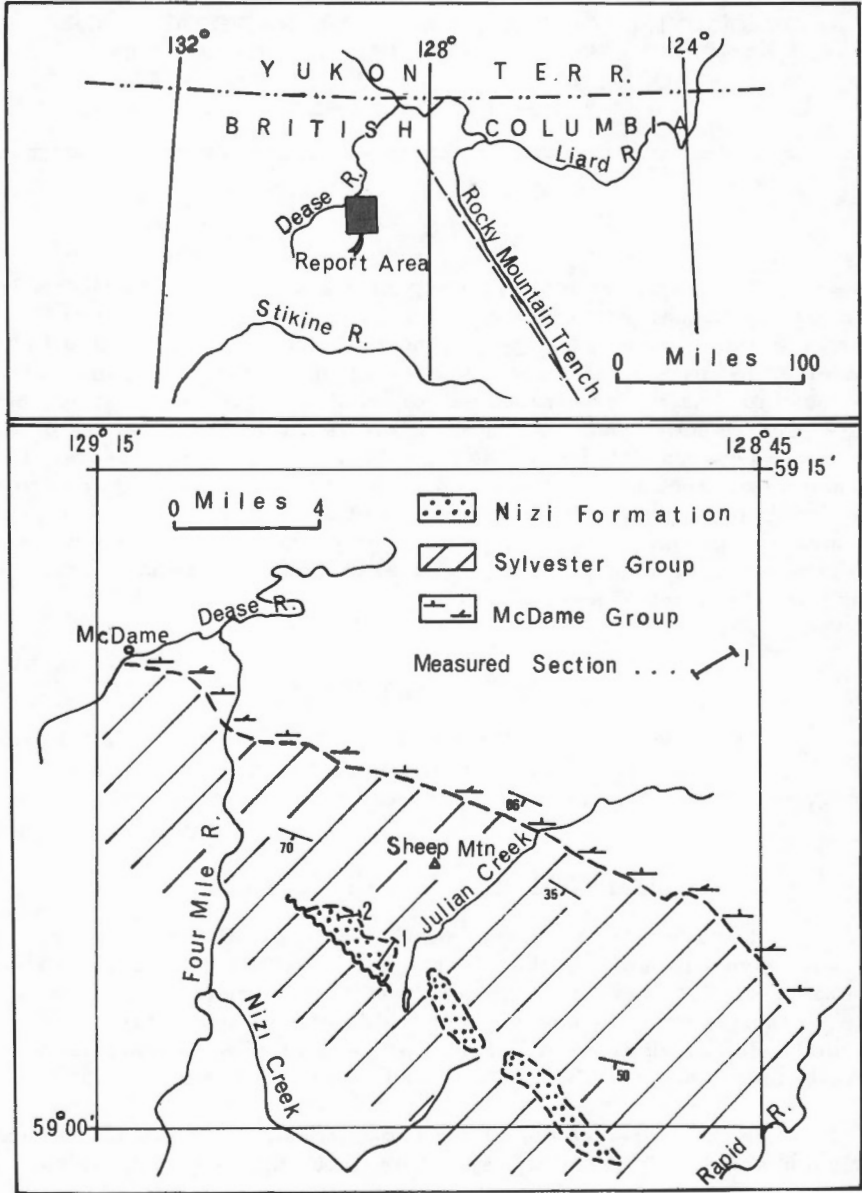 132° 128° 124°
YUKON TERR.
BRITISH COLUMBIA
Liard R.
Dease R.
Report Area
Rocky Mountain Trench
Stikine R.
0 Miles 100
129° 15' 128° 45'
59° 15'
0 Miles 4
Nizi Formation
Sylvester Group
McDame Group
Measured Section .... 1
Dease R.
McDame
66
70
Sheep Mtn
Julian Creek
35
Four Mile R.
2
1
Nizi Creek
50
59° 00'
Rapid R.